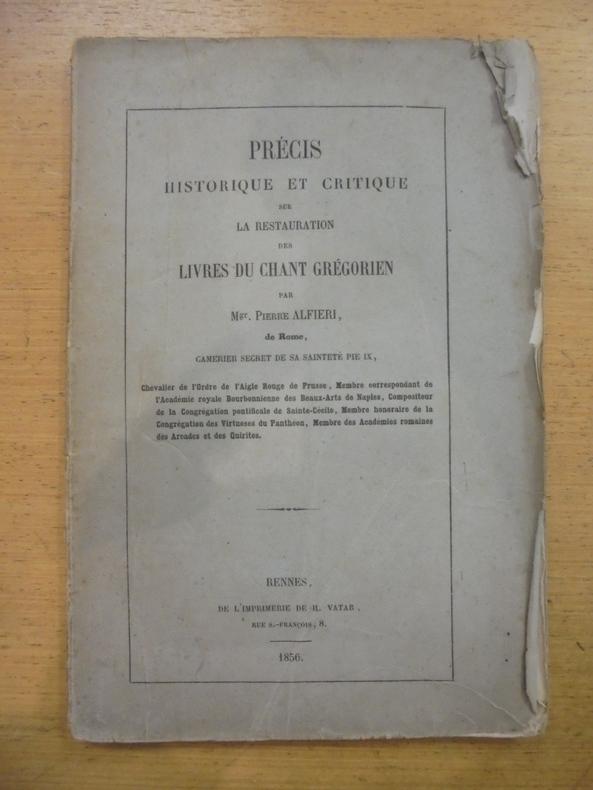 PRÉCIS
HISTORIQUE ET CRITIQUE
SUR
LA RESTAURATION
DES
LIVRES DU CHANT GRÉGORIEN
PAR
Mgr. PIERRE ALFIERI,
de Rome,
CAMERIER SECRET DE SA SAINTETÉ PIE IX,
Chevalier de l'Ordre de l'Aigle Rouge de Prusse, Membre correspondant de
l'Académie royale Bourbonnienne des Beaux-Arts de Naples, Compositeur
de la Congrégation pontificale de Sainte-Cécile, Membre honoraire de la
Congrégation des Virtuoses du Panthéon, Membre des Académies romaines
des Arcades et des Quirites.
RENNES,
DE L'IMPRIMERIE DE H. VATAR,
RUE S.-FRANÇOIS, 8.
1856.